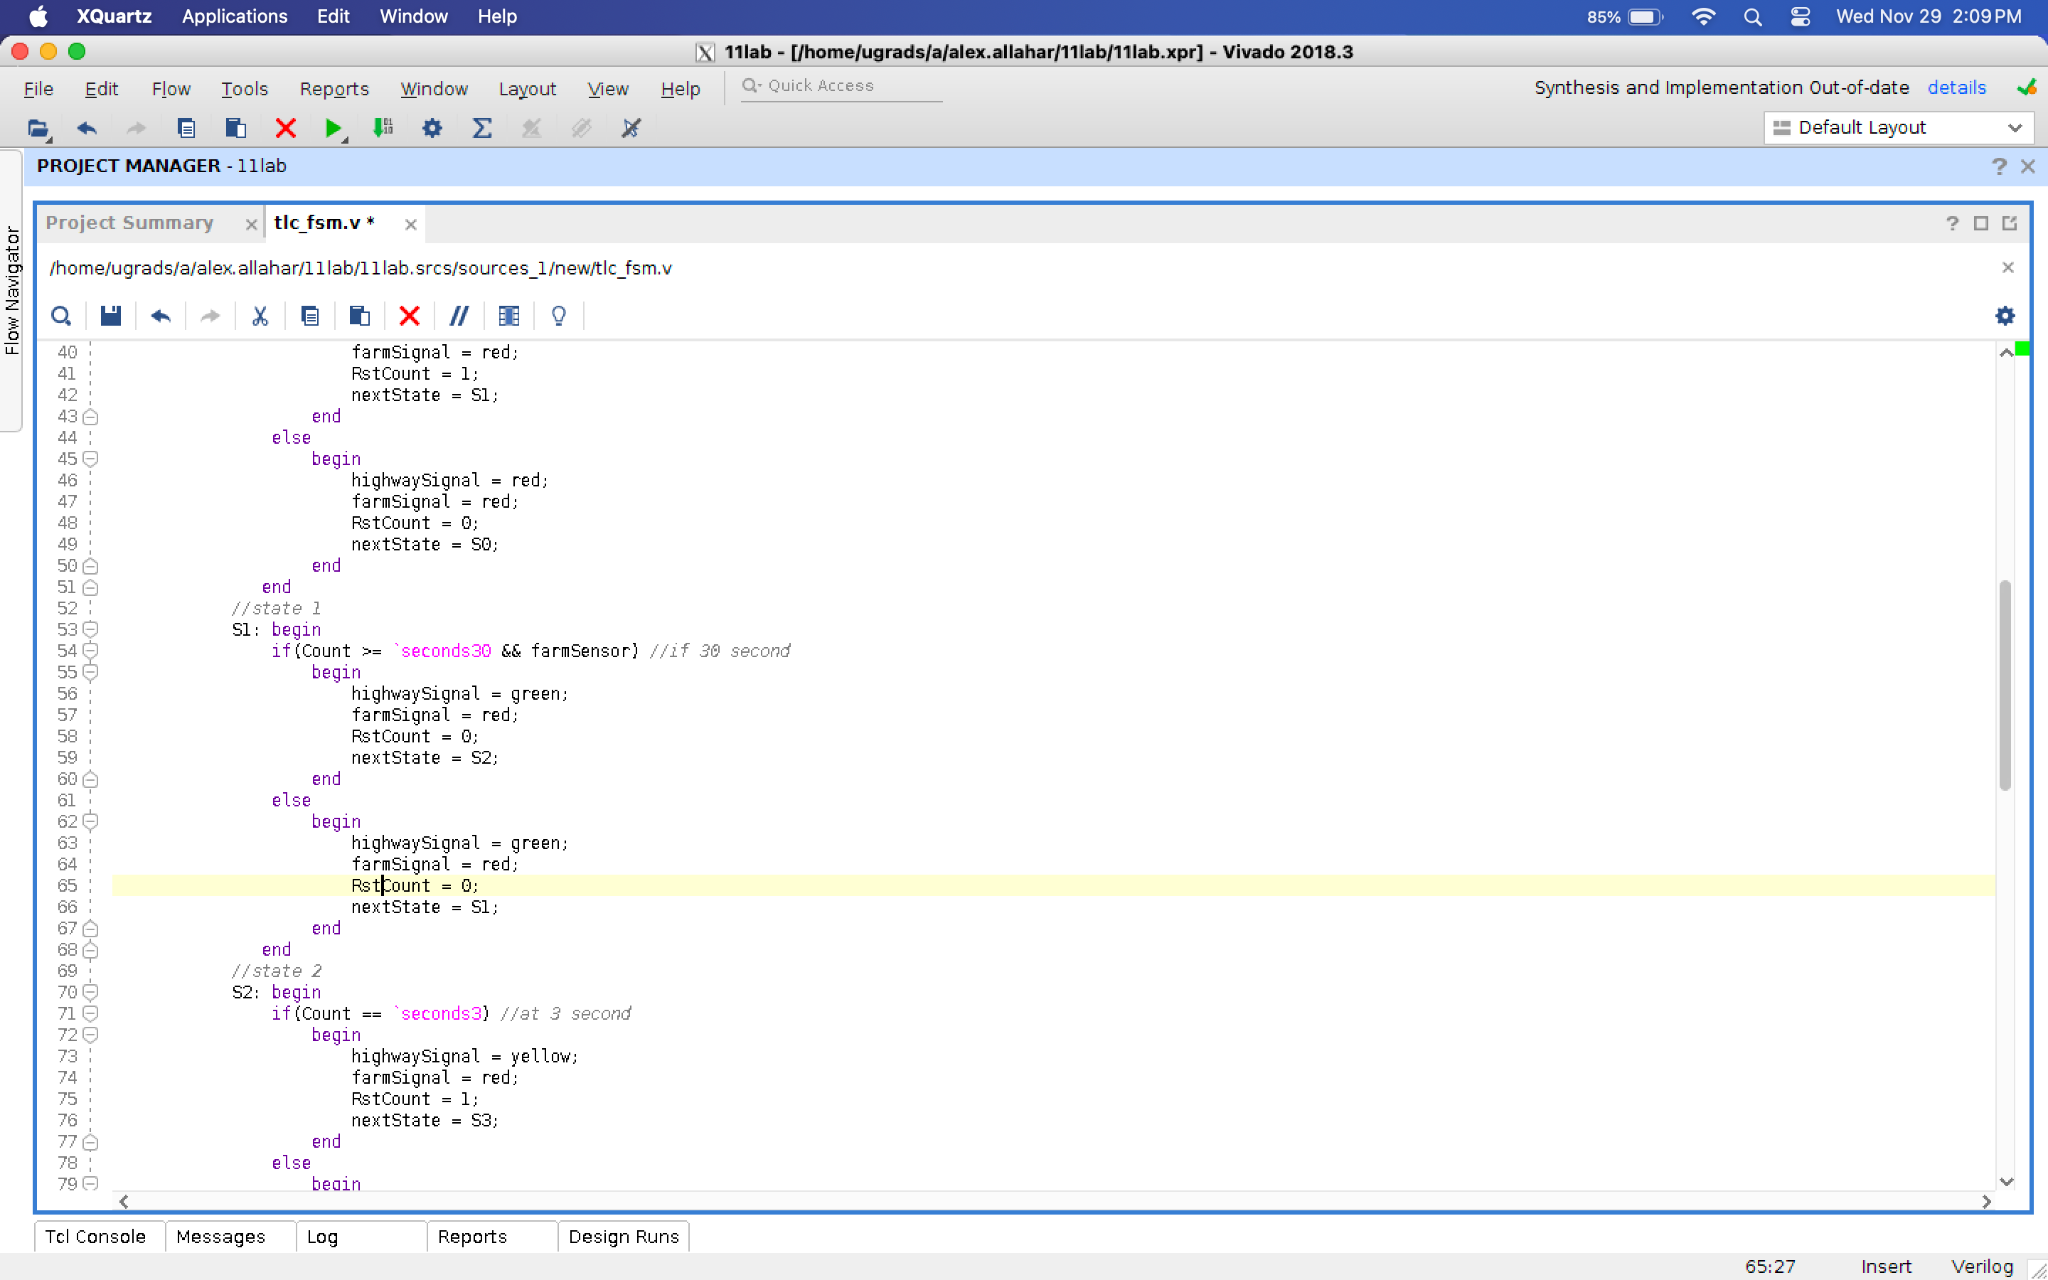 XQuartz Applications Edit Window Help 85% Wed Nov 29 2:09 PM
11lab - [/home/ugrads/a/alex.allahar/11lab/11lab.xpr] - Vivado 2018.3
File Edit Flow Tools Reports Window Layout View Help Quick Access Synthesis and Implementation Out-of-date details
Default Layout
PROJECT MANAGER - 11lab
Flow Navigator
Project Summary tlc_fsm.v *
/home/ugrads/a/alex.allahar/11lab/11lab.srcs/sources_1/new/tlc_fsm.v
40 farmSignal = red;
41 RstCount = 1;
42 nextState = S1;
43 end
44 else
45 begin
46 highwaySignal = red;
47 farmSignal = red;
48 RstCount = 0;
49 nextState = S0;
50 end
51 end
52 //state 1
53 S1: begin
54 if(Count >= `seconds30 && farmSensor) //if 30 second
55 begin
56 highwaySignal = green;
57 farmSignal = red;
58 RstCount = 0;
59 nextState = S2;
60 end
61 else
62 begin
63 highwaySignal = green;
64 farmSignal = red;
65 RstCount = 0;
66 nextState = S1;
67 end
68 end
69 //state 2
70 S2: begin
71 if(Count == `seconds3) //at 3 second
72 begin
73 highwaySignal = yellow;
74 farmSignal = red;
75 RstCount = 1;
76 nextState = S3;
77 end
78 else
79 begin
Tcl Console Messages Log Reports Design Runs
65:27 Insert Verilog